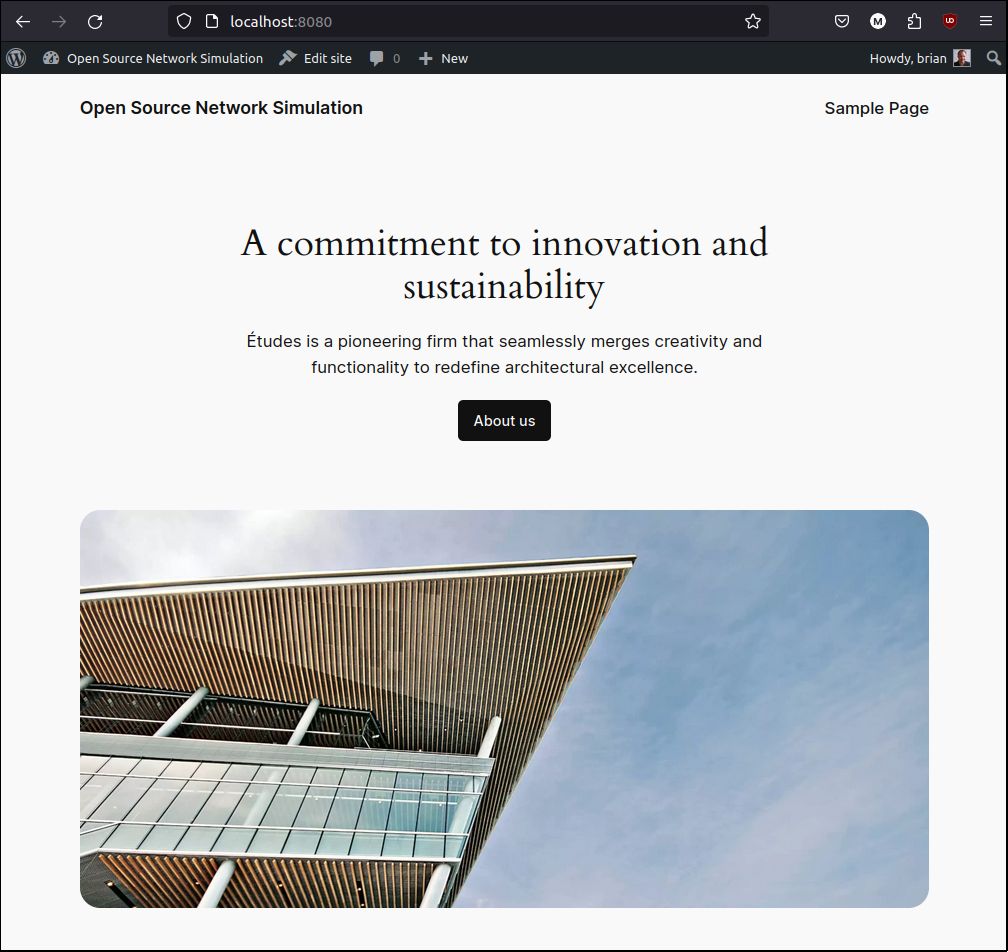 localhost:8080
M
UD
Open Source Network Simulation
Edit site
0
New
Howdy, brian
Open Source Network Simulation
Sample Page
A commitment to innovation and
sustainability
Études is a pioneering firm that seamlessly merges creativity and
functionality to redefine architectural excellence.
About us